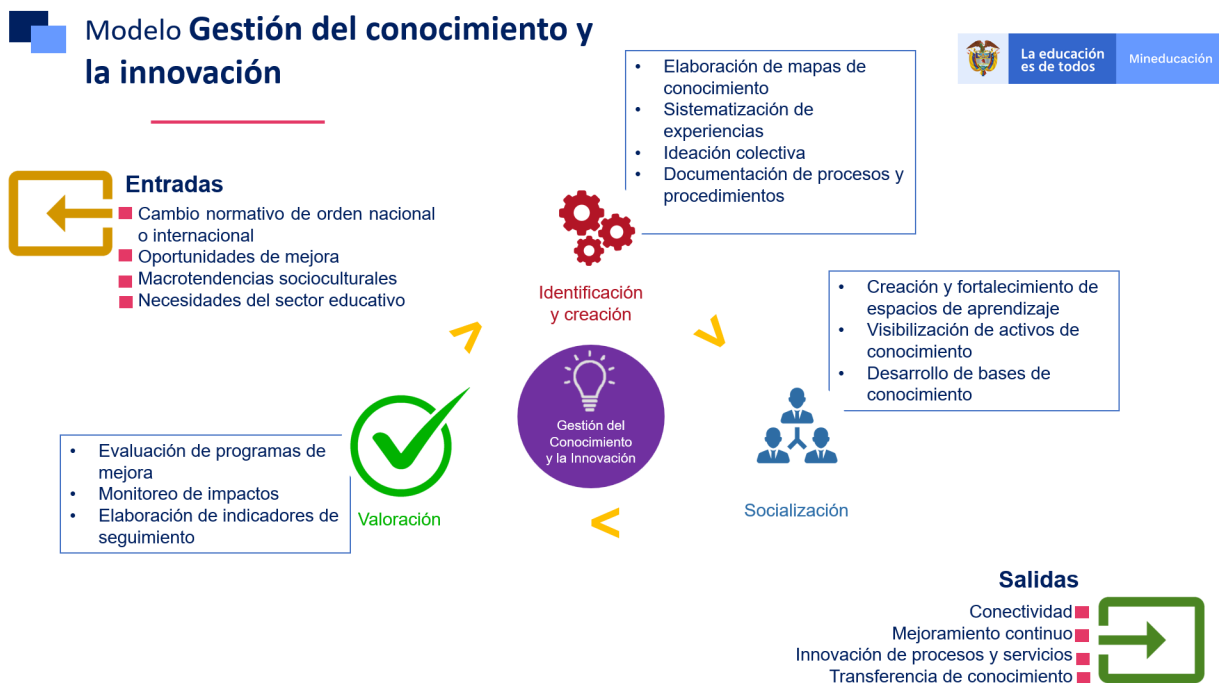 Modelo Gestión del conocimiento y
la innovación
La educación
es de todos
Mineducación
• Elaboración de mapas de
conocimiento
• Sistematización de
experiencias
• Ideación colectiva
• Documentación de procesos y
procedimientos
Entradas
Cambio normativo de orden nacional
o internacional
Oportunidades de mejora
Macrotendencias socioculturales
Necesidades del sector educativo
Identificación
y creación
• Creación y fortalecimiento de
espacios de aprendizaje
• Visibilización de activos de
conocimiento
• Desarrollo de bases de
conocimiento
Gestión del
Conocimiento
y la Innovación
• Evaluación de programas de
mejora
• Monitoreo de impactos
• Elaboración de indicadores de
seguimiento
Valoración
Socialización
Salidas
Conectividad
Mejoramiento continuo
Innovación de procesos y servicios
Transferencia de conocimiento